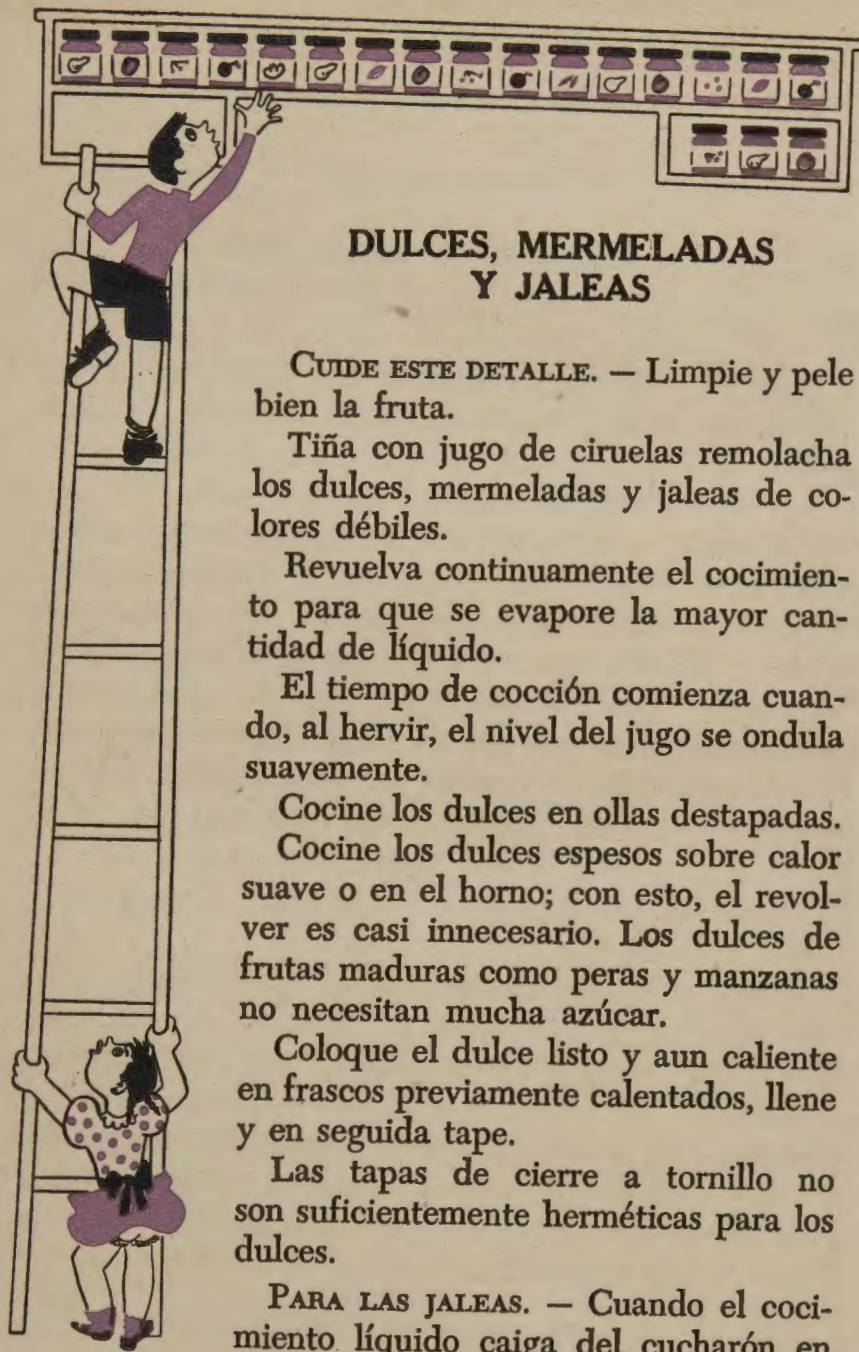 DULCES, MERMELADAS
Y JALEAS
CUIDE ESTE DETALLE. — Limpie y pele
bien la fruta.
Tiña con jugo de ciruelas remolacha
los dulces, mermeladas y jaleas de co-
lores débiles.
Revuelva continuamente el cocimien-
to para que se evapore la mayor can-
tidad de líquido.
El tiempo de cocción comienza cuan-
do, al hervir, el nivel del jugo se ondula
suavemente.
Cocine los dulces en ollas destapadas.
Cocine los dulces espesos sobre calor
suave o en el horno; con esto, el revol-
ver es casi innecesario. Los dulces de
frutas maduras como peras y manzanas
no necesitan mucha azúcar.
Coloque el dulce listo y aun caliente
en frascos previamente calentados, llene
y en seguida tape.
Las tapas de cierre a tornillo no
son suficientemente herméticas para los
dulces.
PARA LAS JALEAS. — Cuando el coci-
miento líquido caiga del cucharón en